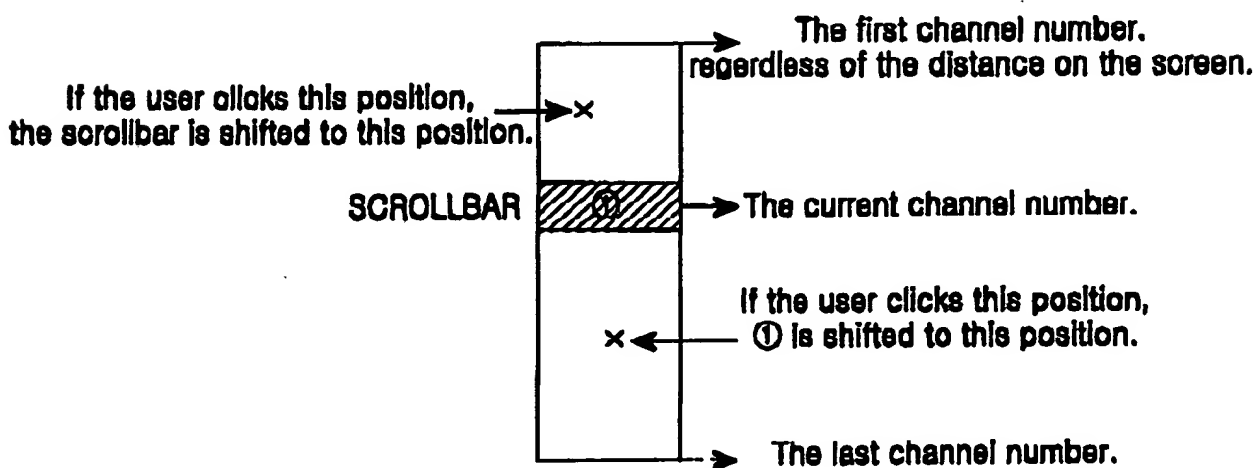 The first channel number.
regardless of the distance on the screen.
If the user clicks this position,
the scrollbar is shifted to this position.
SCROLLBAR
①
The current channel number.
If the user clicks this position,
① is shifted to this position.
The last channel number.